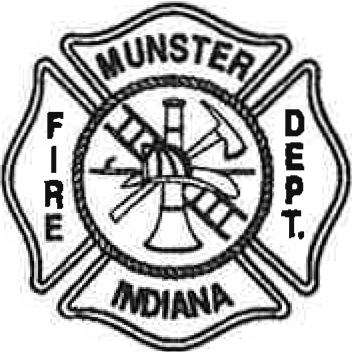 MUNSTER
FIRE
DEPT.
INDIANA